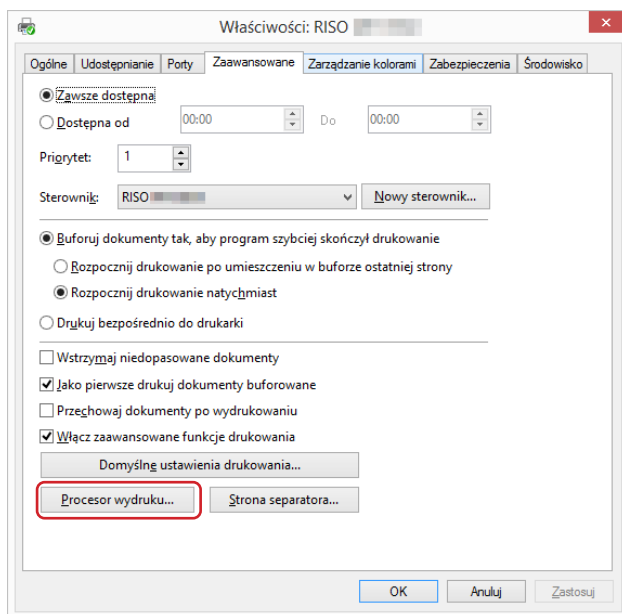 Właściwości: RISO
Ogólne Udostępnianie Porty Zaawansowane Zarządzanie kolorami Zabezpieczenia Środowisko
Zawsze dostępna
Dostępna od 00:00 Do 00:00
Priorytet: 1
Sterownik: RISO Nowy sterownik...
Buforuj dokumenty tak, aby program szybciej skończył drukowanie
Rozpocznij drukowanie po umieszczeniu w buforze ostatniej strony
Rozpocznij drukowanie natychmiast
Drukuj bezpośrednio do drukarki
Wstrzymaj niedopasowane dokumenty
Jako pierwsze drukuj dokumenty buforowane
Przechowaj dokumenty po wydrukowaniu
Włącz zaawansowane funkcje drukowania
Domyślne ustawienia drukowania...
Procesor wydruku... Strona separatora...
OK Anuluj Zastosuj